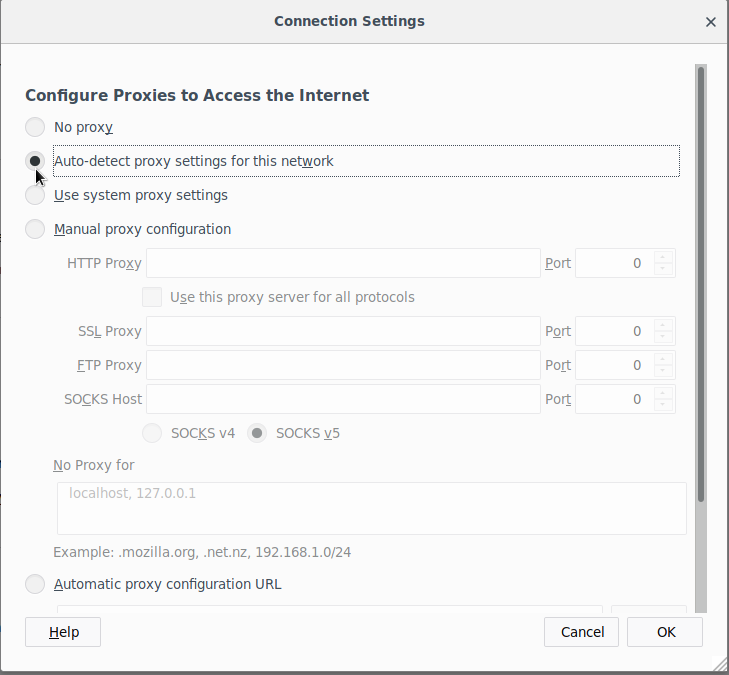 Connection Settings
Configure Proxies to Access the Internet
No proxy
Auto-detect proxy settings for this network
Use system proxy settings
Manual proxy configuration
HTTP Proxy Port 0
Use this proxy server for all protocols
SSL Proxy Port 0
FTP Proxy Port 0
SOCKS Host Port 0
SOCKS v4 SOCKS v5
No Proxy for
localhost, 127.0.0.1
Example: .mozilla.org, .net.nz, 192.168.1.0/24
Automatic proxy configuration URL
Help Cancel OK